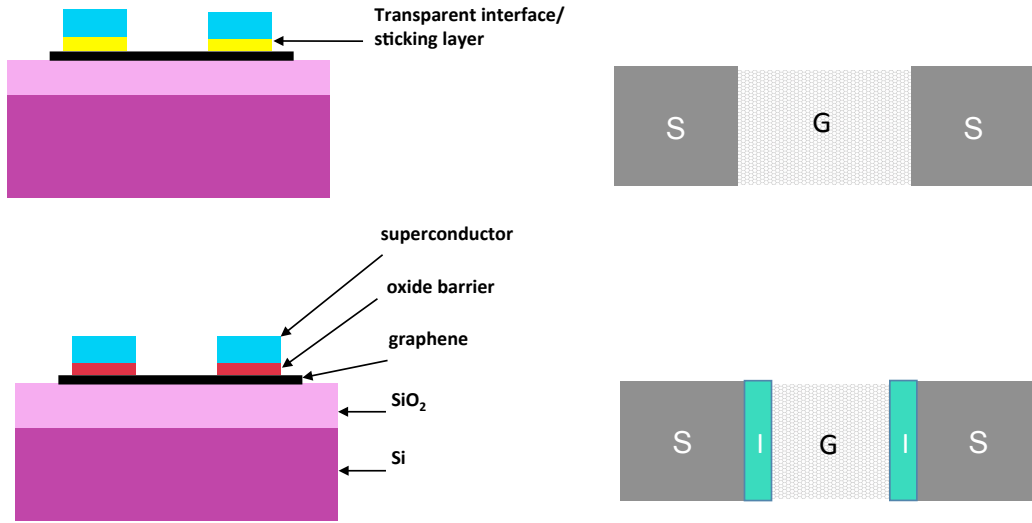 Transparent interface/
sticking layer
S
G
S
superconductor
oxide barrier
graphene
SiO₂
Si
S
I
G
I
S